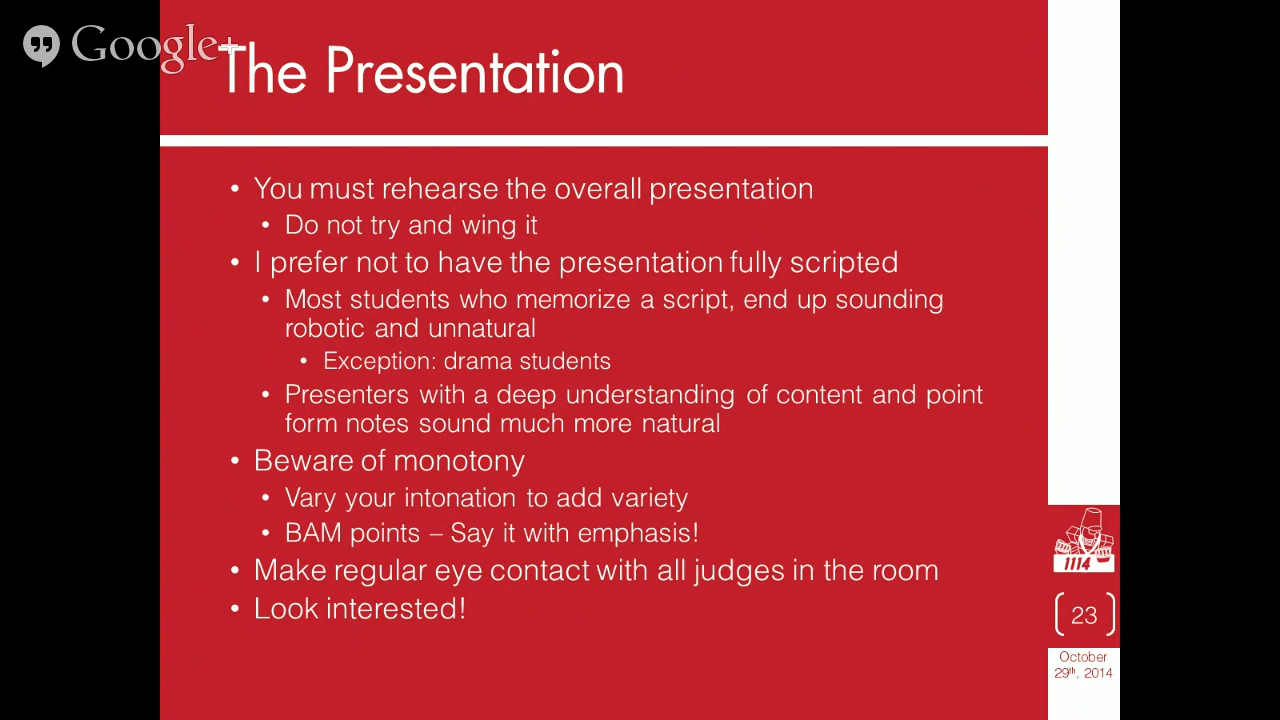 Google+
The Presentation
• You must rehearse the overall presentation
• Do not try and wing it
• I prefer not to have the presentation fully scripted
• Most students who memorize a script, end up sounding
robotic and unnatural
• Exception: drama students
• Presenters with a deep understanding of content and point
form notes sound much more natural
• Beware of monotony
• Vary your intonation to add variety
• BAM points – Say it with emphasis!
• Make regular eye contact with all judges in the room
• Look interested!
1114
23
October
29th, 2014